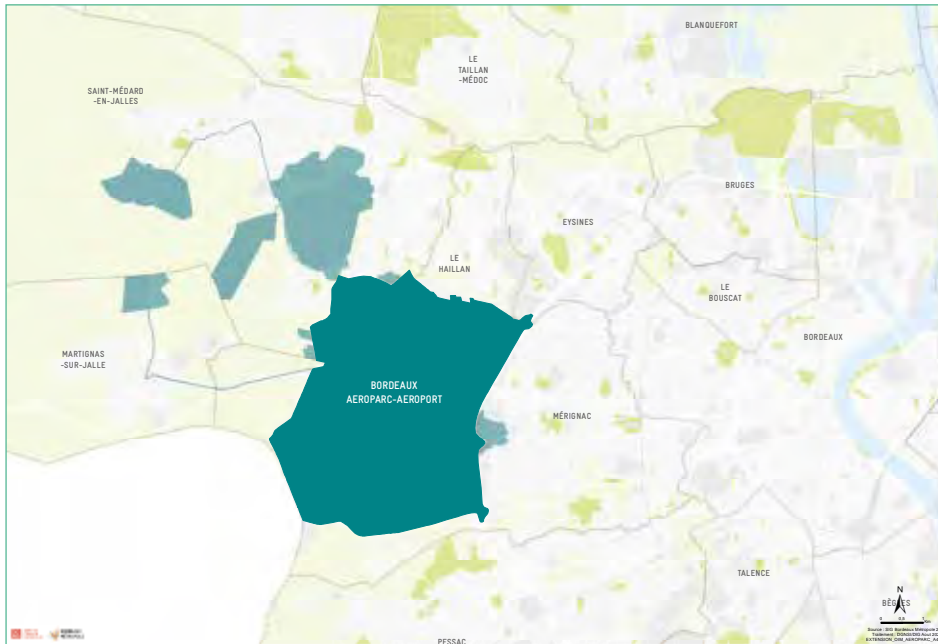 BLANQUEFORT
LE
TAILLAN
-MÉDOC
SAINT-MÉDARD
-EN-JALLES
BRUGES
EYSINES
LE
HAILLAN
LE
BOUSCAT
BORDEAUX
MARTIGNAS
-SUR-JALLE
BORDEAUX
AEROPARC-AEROPORT
MÉRIGNAC
TALENCE
N
BÈGLES
PESSAC